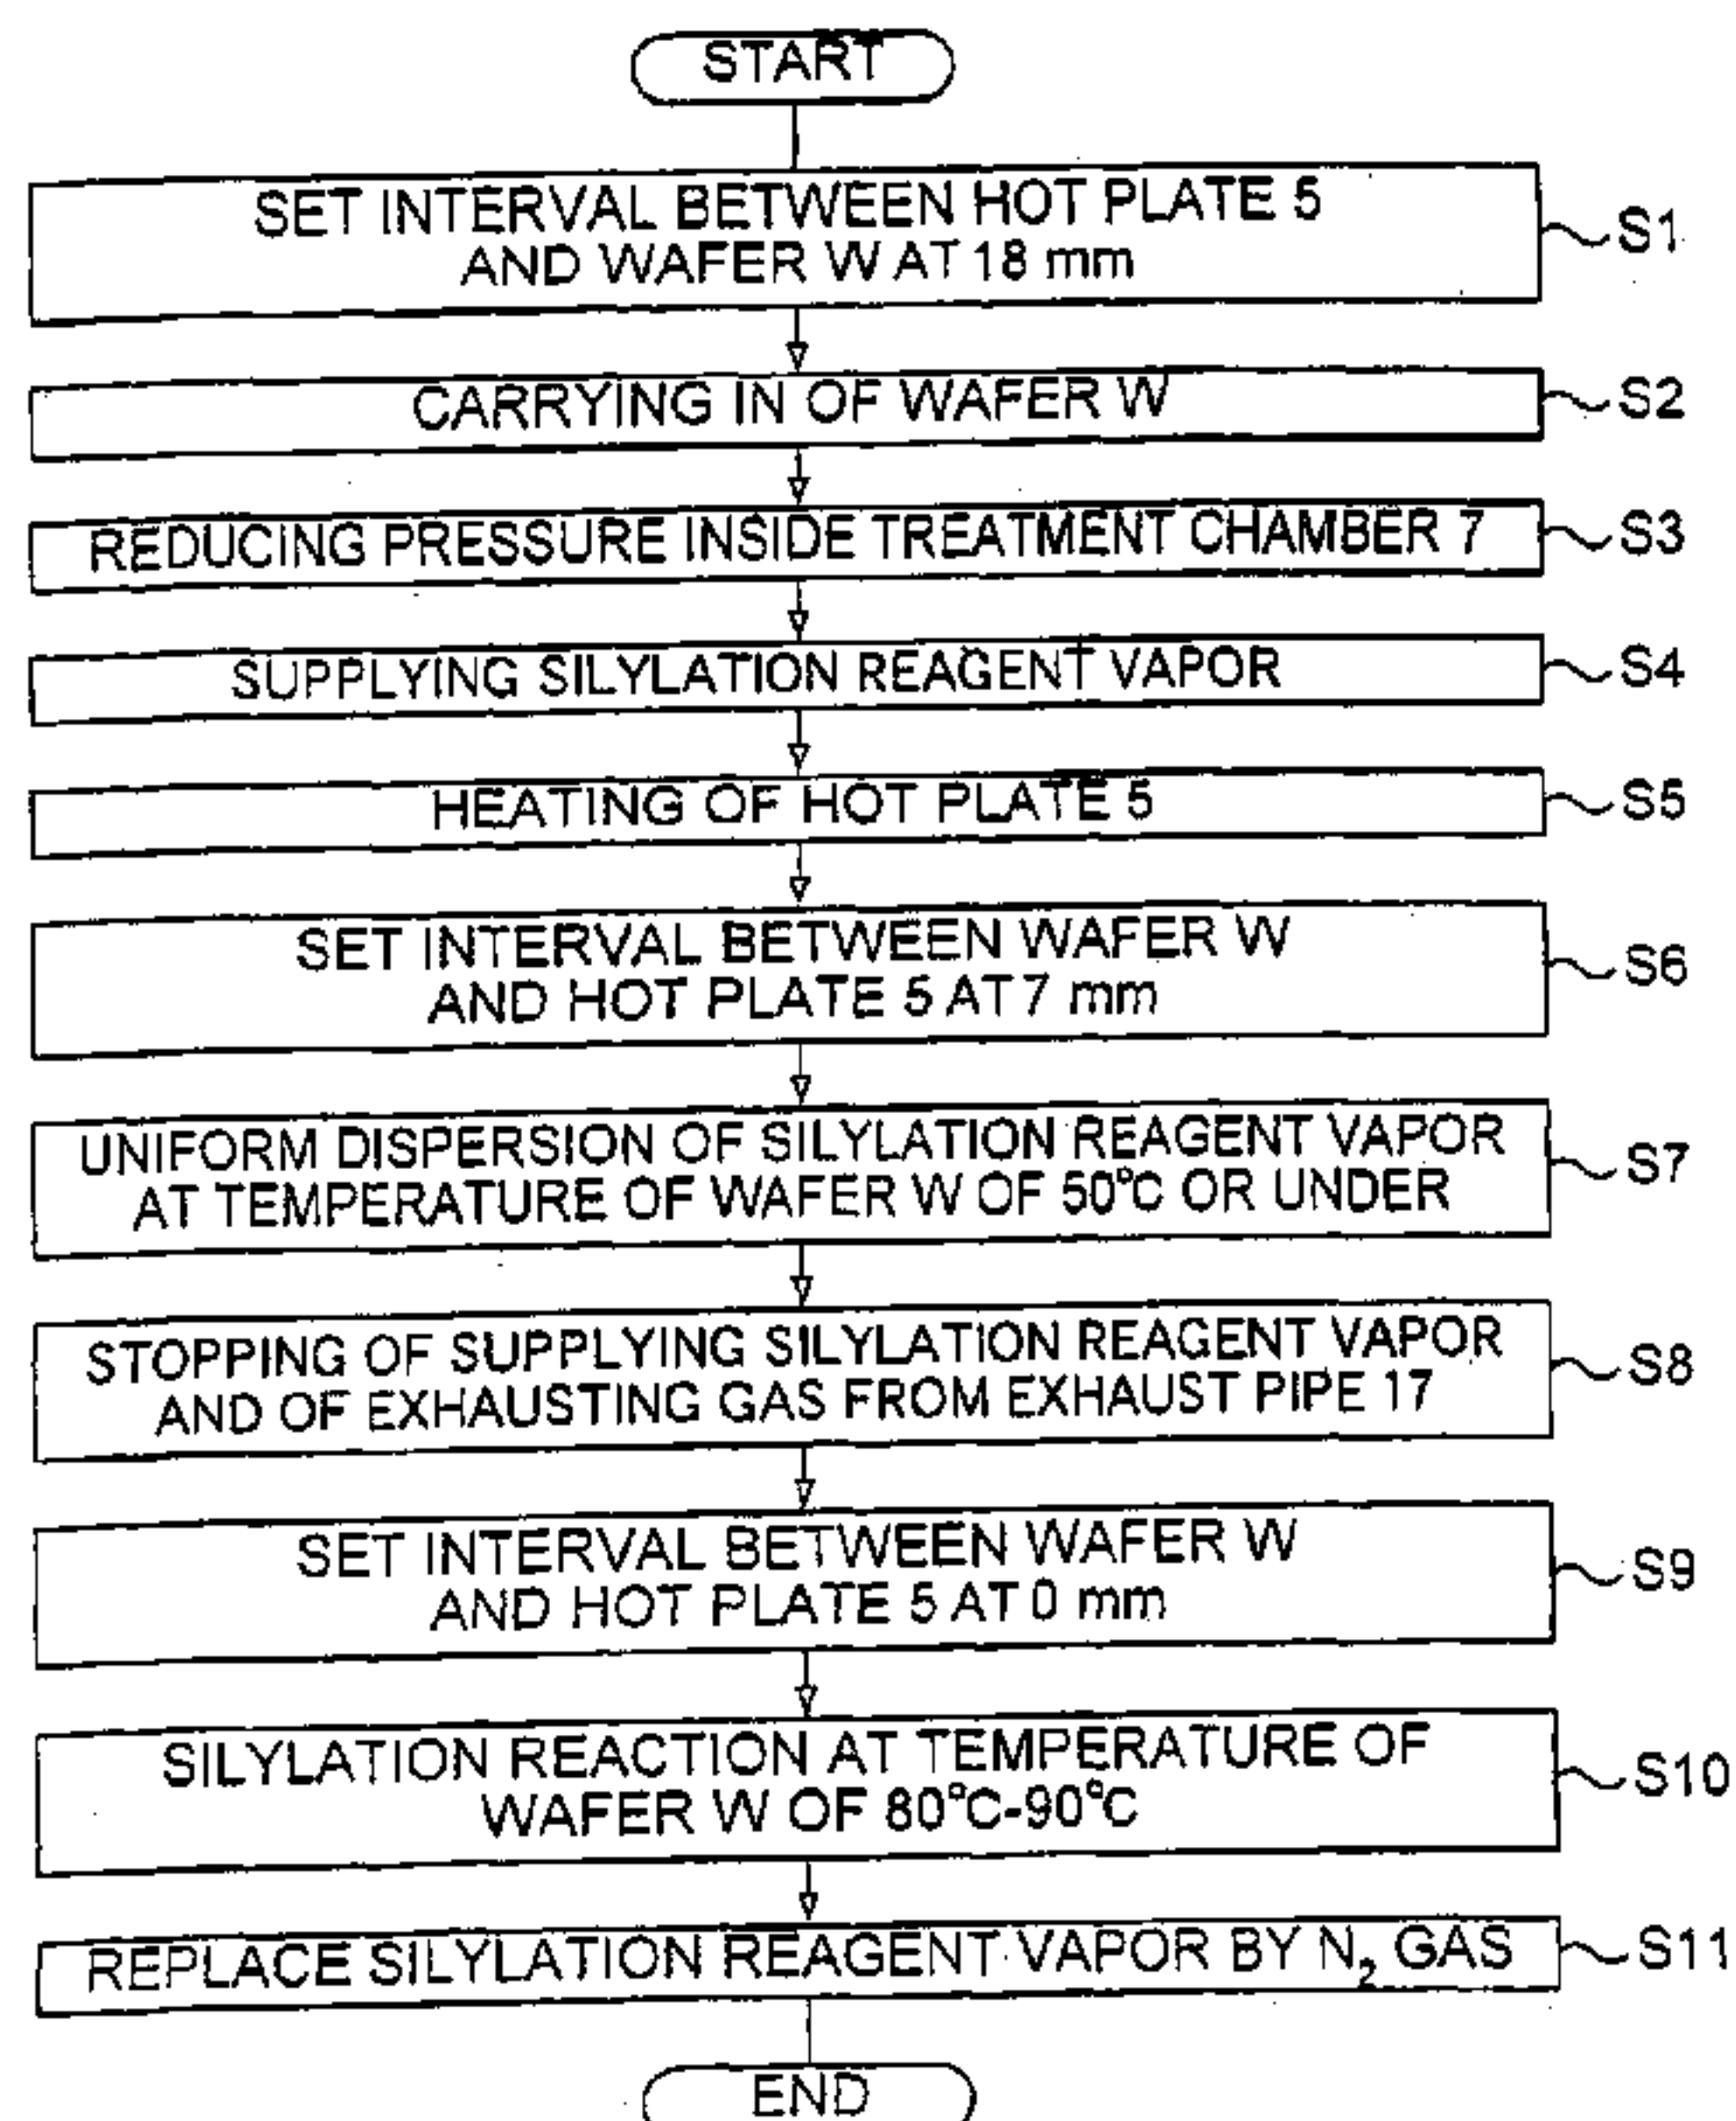 START
SET INTERVAL BETWEEN HOT PLATE 5
AND WAFER W AT 18 mm
S1
CARRYING IN OF WAFER W
S2
REDUCING PRESSURE INSIDE TREATMENT CHAMBER 7
S3
SUPPLYING SILYLATION REAGENT VAPOR
S4
HEATING OF HOT PLATE 5
S5
SET INTERVAL BETWEEN WAFER W
AND HOT PLATE 5 AT 7 mm
S6
UNIFORM DISPERSION OF SILYLATION REAGENT VAPOR
AT TEMPERATURE OF WAFER W OF 50°C OR UNDER
S7
STOPPING OF SUPPLYING SILYLATION REAGENT VAPOR
AND OF EXHAUSTING GAS FROM EXHAUST PIPE 17
S8
SET INTERVAL BETWEEN WAFER W
AND HOT PLATE 5 AT 0 mm
S9
SILYLATION REACTION AT TEMPERATURE OF
WAFER W OF 80°C-90°C
S10
REPLACE SILYLATION REAGENT VAPOR BY N₂ GAS
S11
END